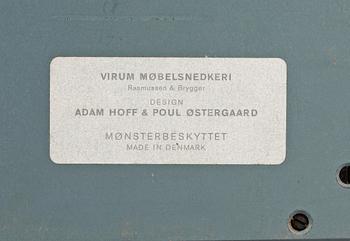 VIRUM MØBELSNEDKERI
Rasmussen & Brygger
DESIGN
ADAM HOFF & POUL ØSTERGAARD
MØNSTERBESKYTTET
MADE IN DENMARK